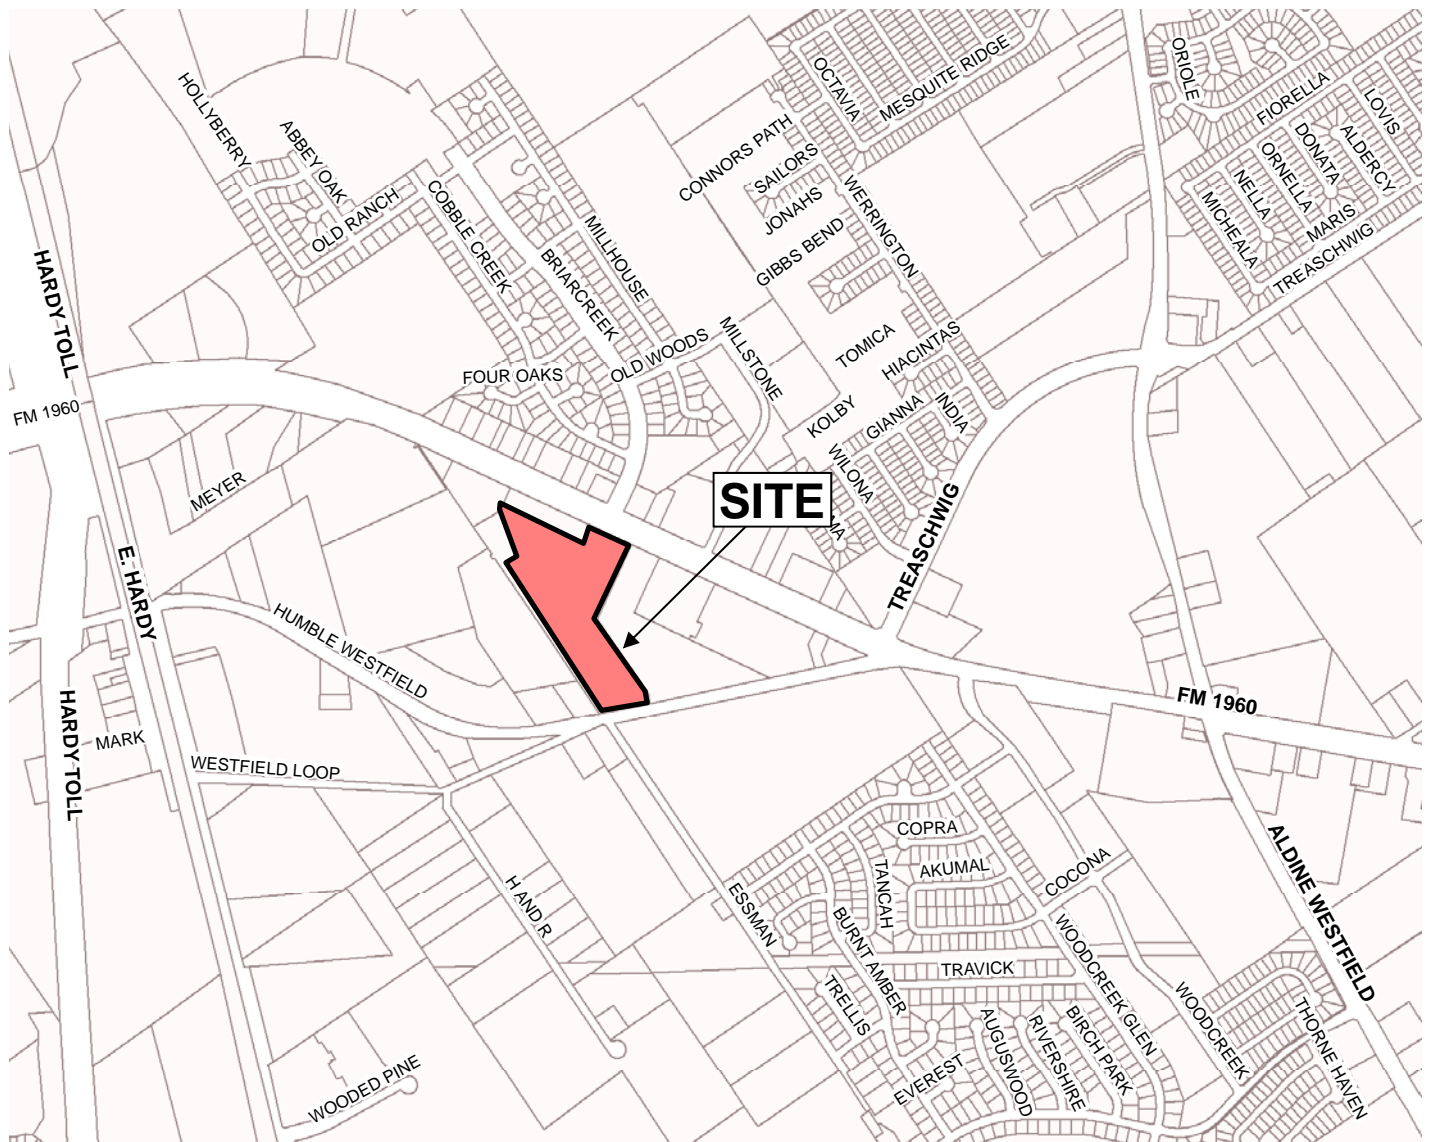 ORIOLE
MESQUITE RIDGE
OCTAVIA
HOLLYBERRY
FIORELLA
LOVIS
ABBEY OAK
CONNORS PATH
DONATA
ALDERCY
SAILORS
ORNELLA
NELLA
OLD RANCH
COBBLE CREEK
JONAHS
WERRINGTON
MICHEALA
MARIS
MILLHOUSE
GIBBS BEND
TREASCHWIG
HARDY TOLL
BRIARCREEK
OLD WOODS
MILLSTONE
TOMICA
HIACINTAS
FOUR OAKS
FM 1960
KOLBY
GIANNA
INDIA
WILONA
MEYER
SITE
MA
TREASCHWIG
E. HARDY
HUMBLE WESTFIELD
FM 1960
HARDY TOLL
MARK
WESTFIELD LOOP
COPRA
AKUMAL
COCONA
TANCAH
ALDINE WESTFIELD
H AND R
ESSMAN
BURNT AMBER
WOODCREEK GLEN
TRAVICK
TRELLIS
WOODCREEK
THORNE HAVEN
AUGUSWOOD
RIVERSHIRE
BIRCH PARK
EVEREST
WOODED PINE